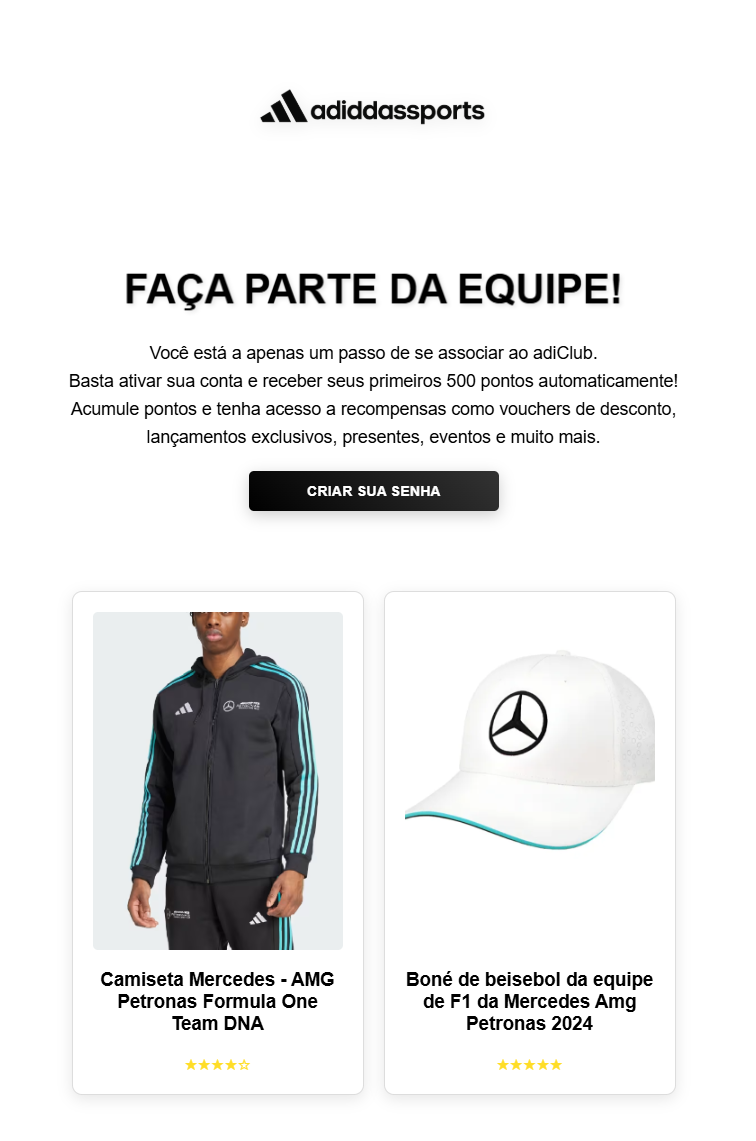 adiddassports
FAÇA PARTE DA EQUIPE!
Você está a apenas um passo de se associar ao adiClub.
Basta ativar sua conta e receber seus primeiros 500 pontos automaticamente!
Acumule pontos e tenha acesso a recompensas como vouchers de desconto,
lançamentos exclusivos, presentes, eventos e muito mais.
CRIAR SUA SENHA
Camiseta Mercedes - AMG
Petronas Formula One
Team DNA
Boné de beisebol da equipe
de F1 da Mercedes Amg
Petronas 2024